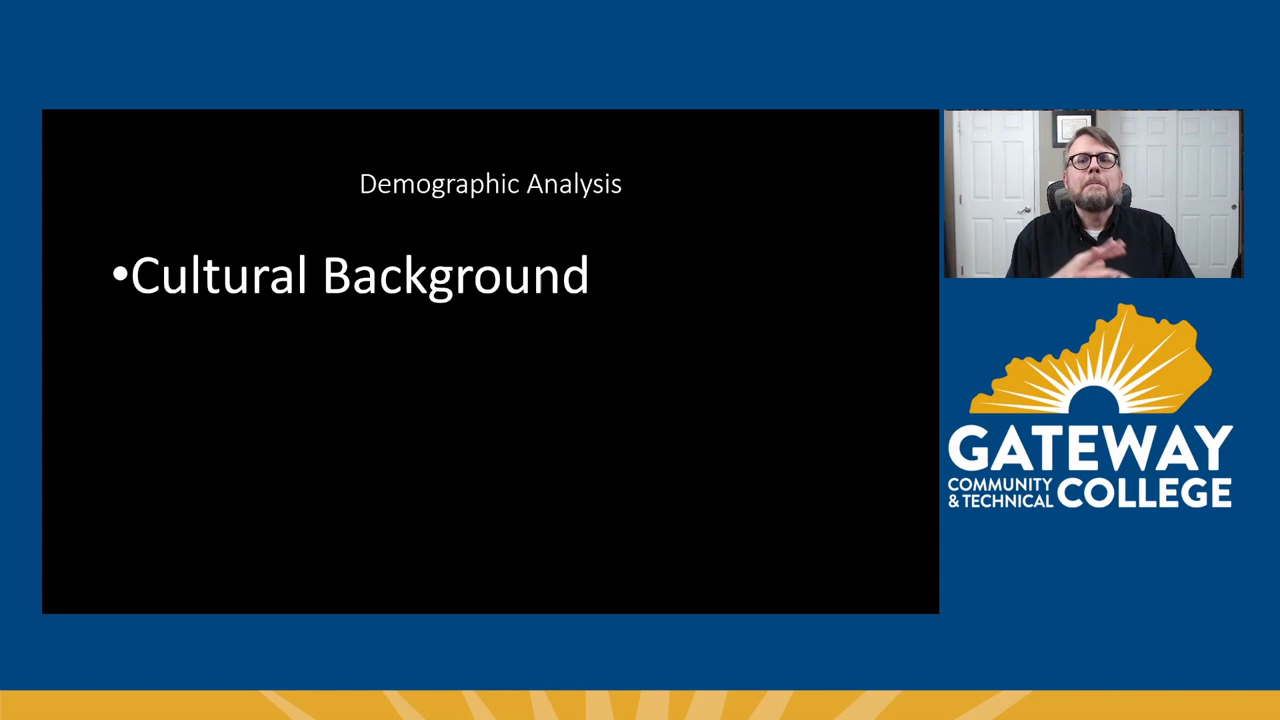 Demographic Analysis
•Cultural Background
GATEWAY
COMMUNITY
& TECHNICAL
COLLEGE